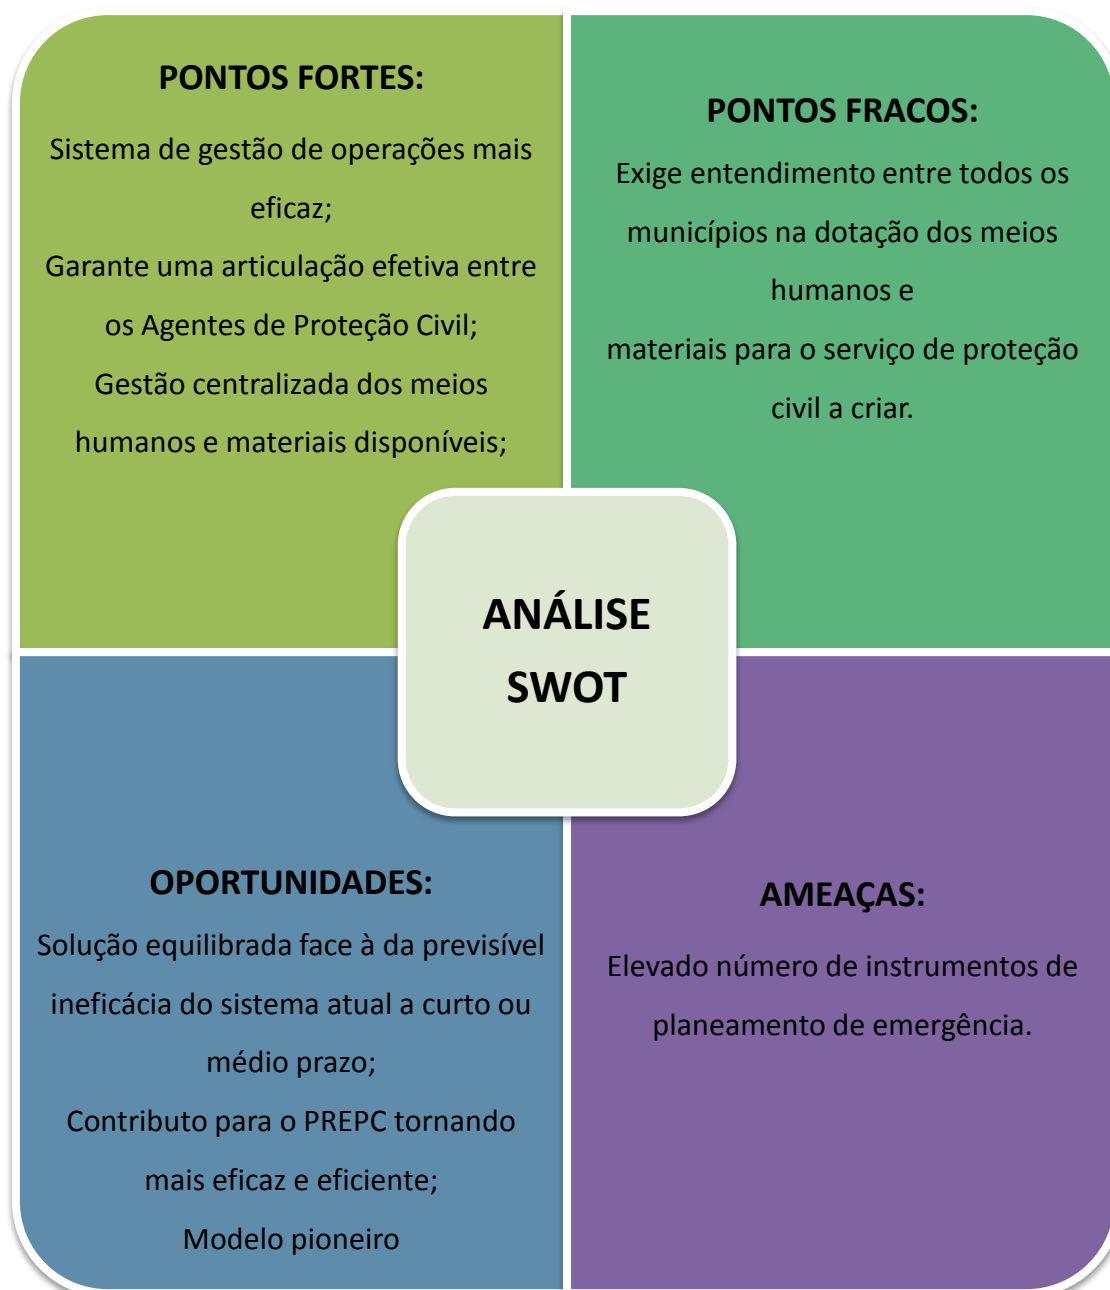 PONTOS FORTES:
Sistema de gestão de operações mais
eficaz;
Garante uma articulação efetiva entre
os Agentes de Proteção Civil;
Gestão centralizada dos meios
humanos e materiais disponíveis;
PONTOS FRACOS:
Exige entendimento entre todos os
municípios na dotação dos meios
humanos e
materiais para o serviço de proteção
civil a criar.
ANÁLISE
SWOT
OPORTUNIDADES:
Solução equilibrada face à da previsível
ineficácia do sistema atual a curto ou
médio prazo;
Contributo para o PREPC tornando
mais eficaz e eficiente;
Modelo pioneiro
AMEAÇAS:
Elevado número de instrumentos de
planeamento de emergência.